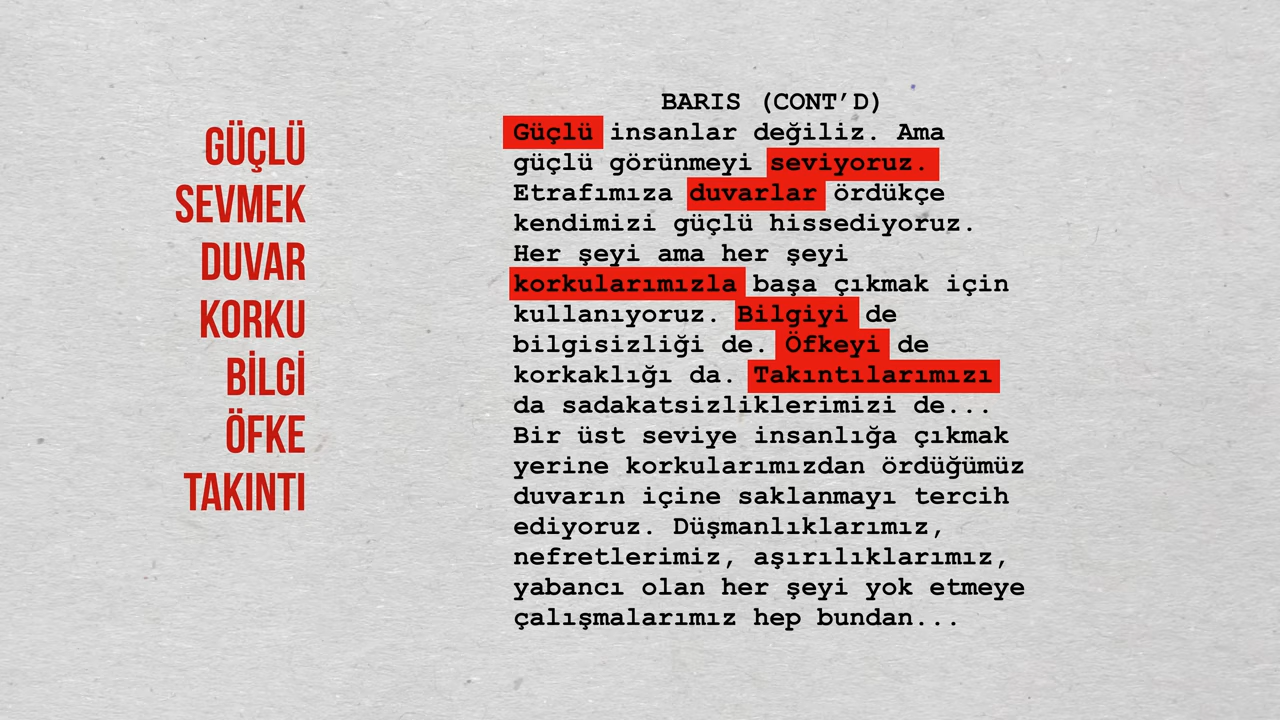 GÜÇLÜ
SEVMEK
DUVAR
KORKU
BİLGİ
ÖFKE
TAKINTI
BARIS (CONT'D)
Güçlü insanlar değiliz. Ama
güçlü görünmeyi seviyoruz.
Etrafımıza duvarlar ördükçe
kendimizi güçlü hissediyoruz.
Her şeyi ama her şeyi
korkularımızla başa çıkmak için
kullanıyoruz. Bilgiyi de
bilgisizliği de. Öfkeyi de
korkaklığı da. Takıntılarımızı
da sadakatsizliklerimizi de...
Bir üst seviye insanlığa çıkmak
yerine korkularımızdan ördüğümüz
duvarın içine saklanmayı tercih
ediyoruz. Düşmanlıklarımız,
nefretlerimiz, aşırılıklarımız,
yabancı olan her şeyi yok etmeye
çalışmalarımız hep bundan...